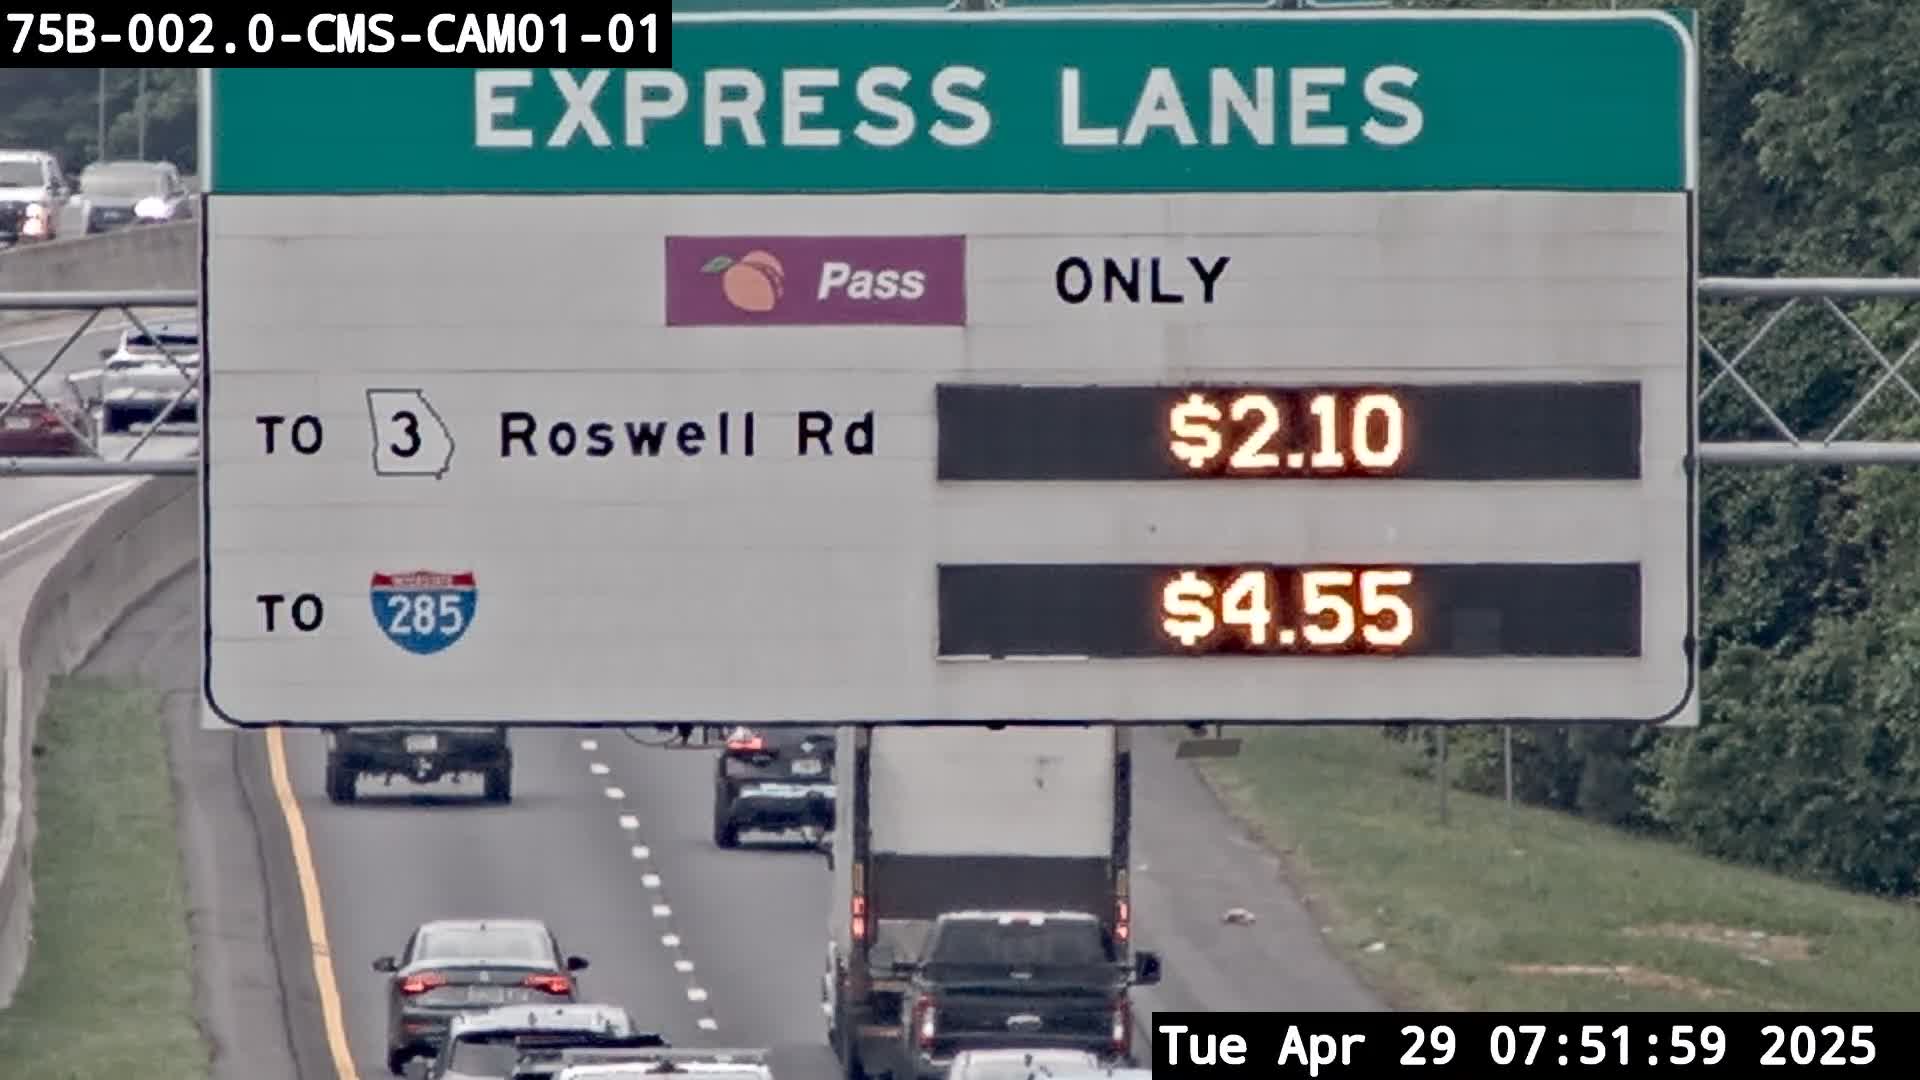 75B-002.0-CMS-CAM01-01
EXPRESS LANES
Pass ONLY
TO 3 Roswell Rd $2.10
TO INTERSTATE 285 $4.55
Tue Apr 29 07:51:59 2025